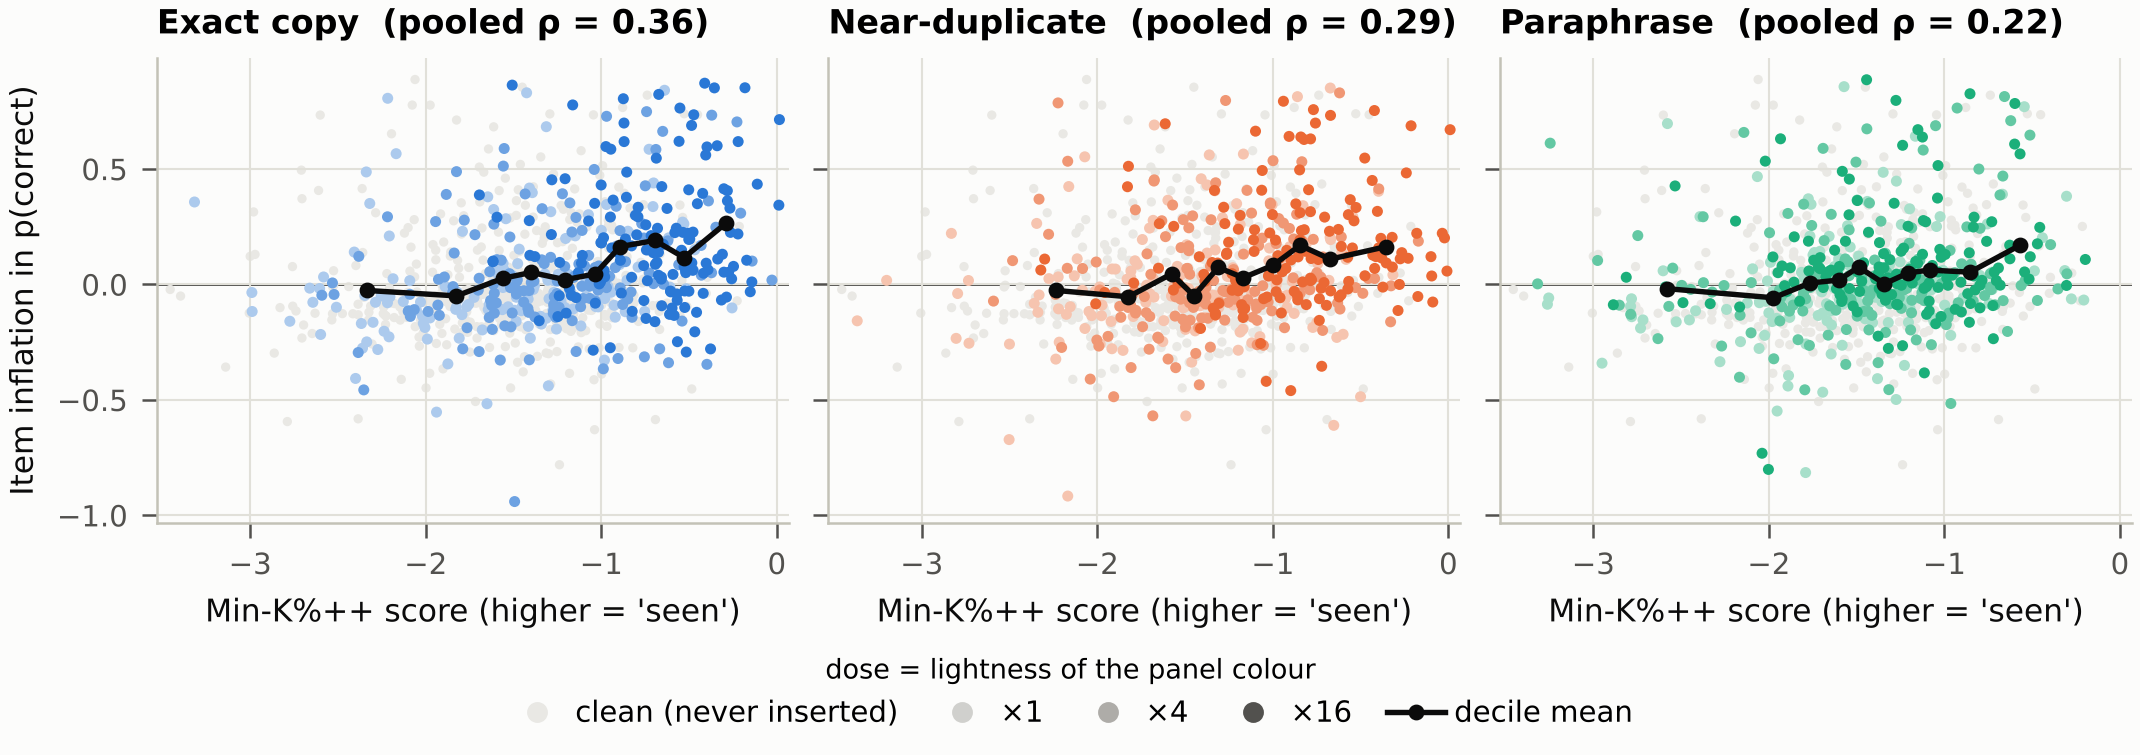 Exact copy  (pooled ρ = 0.36)
Near-duplicate  (pooled ρ = 0.29)
Paraphrase  (pooled ρ = 0.22)
Item inflation in p(correct)
0.5
0.0
−0.5
−1.0
−3 −2 −1 0
−3 −2 −1 0
−3 −2 −1 0
Min-K%++ score (higher = 'seen')
Min-K%++ score (higher = 'seen')
Min-K%++ score (higher = 'seen')
dose = lightness of the panel colour
clean (never inserted) ×1 ×4 ×16 decile mean